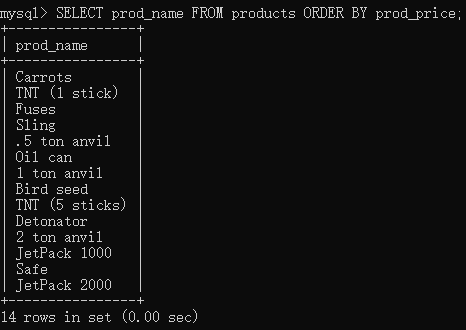 mysql> SELECT prod_name FROM products ORDER BY prod_price;
+----------------+
| prod_name      |
+----------------+
| Carrots        |
| TNT (1 stick)  |
| Fuses          |
| Sling          |
| .5 ton anvil   |
| Oil can        |
| 1 ton anvil    |
| Bird seed      |
| TNT (5 sticks) |
| Detonator      |
| 2 ton anvil    |
| JetPack 1000   |
| Safe           |
| JetPack 2000   |
+----------------+
14 rows in set (0.00 sec)